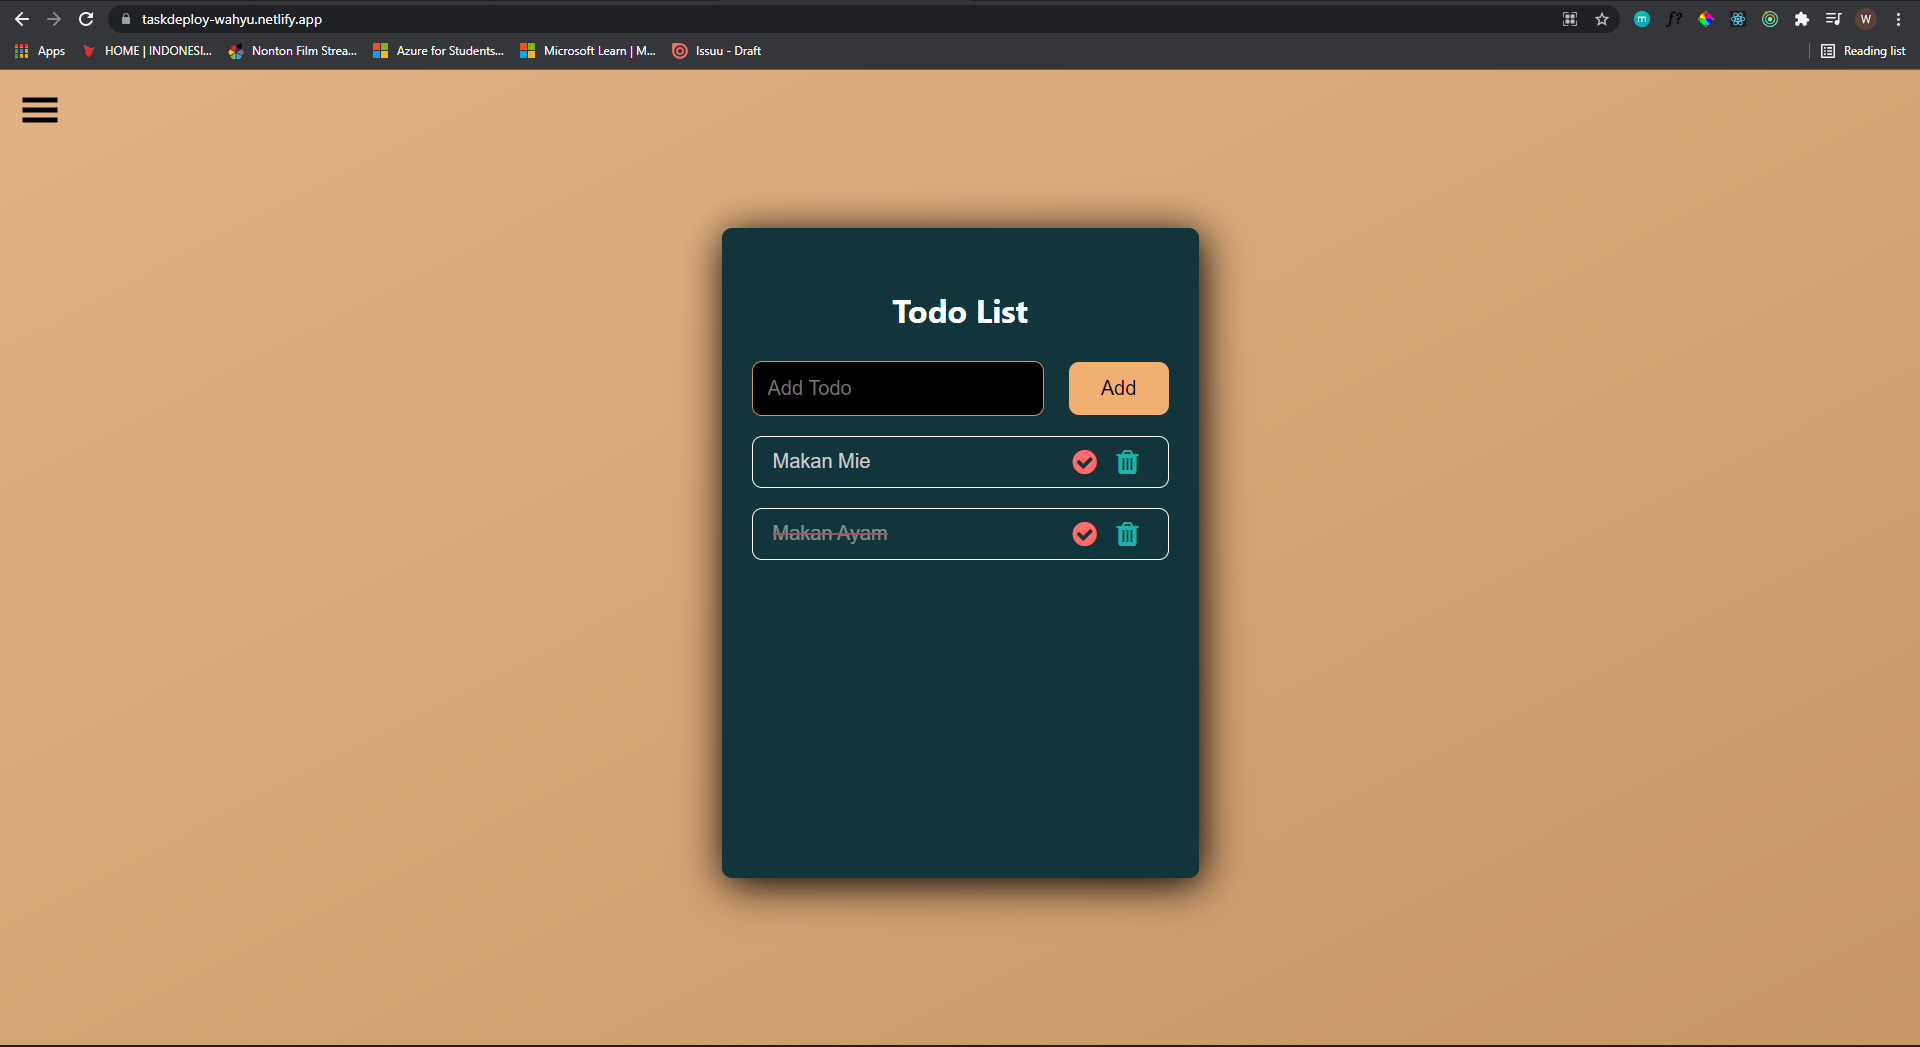 taskdeploy-wahyu.netlify.app
m f? W
Apps HOME | INDONESI... Nonton Film Strea... Azure for Students... Microsoft Learn | M... Issuu - Draft Reading list
Todo List
Add Todo Add
Makan Mie
Makan Ayam